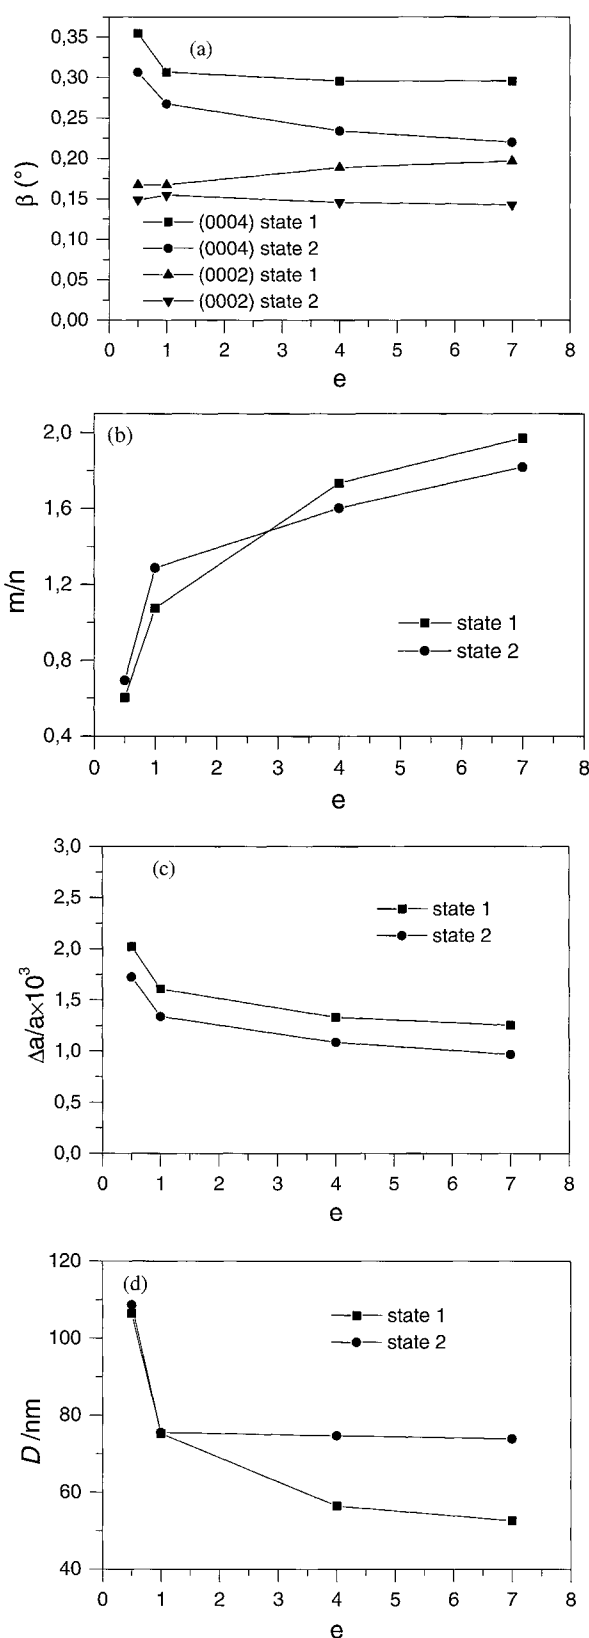 (a)
0,35
0,30
0,25
0,20
0,15
0,10
0,05
0,00
β (°)
(0004) state 1
(0004) state 2
(0002) state 1
(0002) state 2
0 1 2 3 4 5 6 7 8
e
(b)
2,0
1,6
1,2
0,8
0,4
m/n
state 1
state 2
0 1 2 3 4 5 6 7 8
e
(c)
3,0
2,5
2,0
1,5
1,0
0,5
0,0
Δa/a×10³
state 1
state 2
0 1 2 3 4 5 6 7 8
e
(d)
120
100
80
60
40
D /nm
state 1
state 2
0 1 2 3 4 5 6 7 8
e